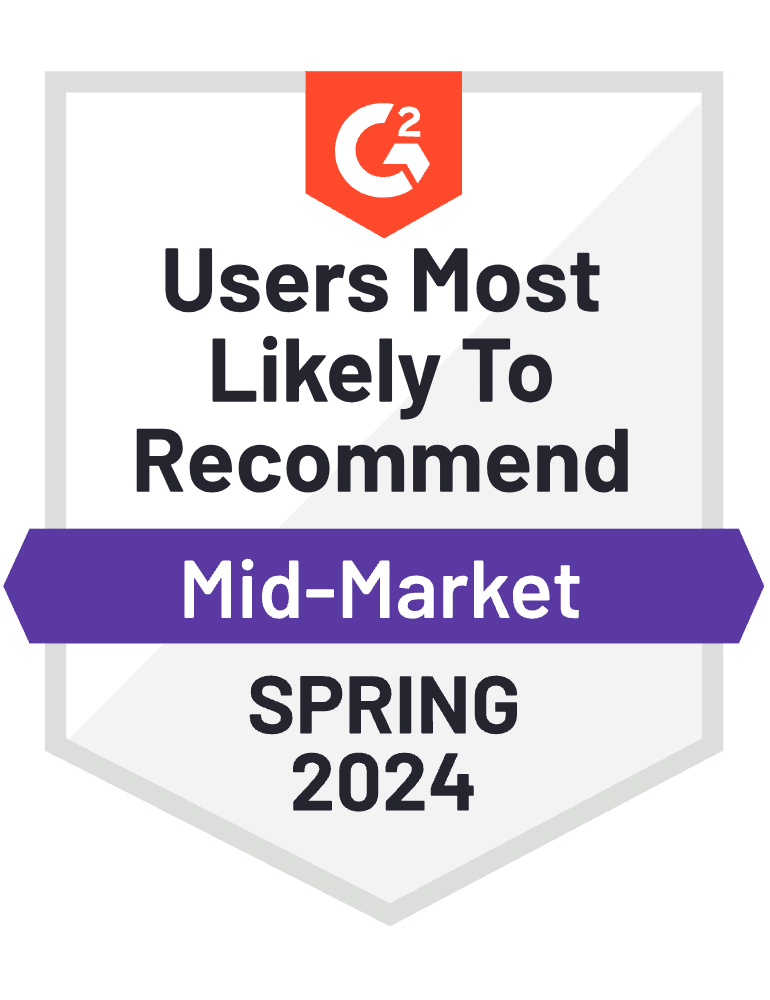 G2
Users Most
Likely To
Recommend
Mid-Market
SPRING
2024